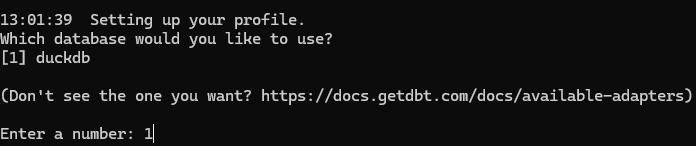 13:01:39  Setting up your profile.
Which database would you like to use?
[1] duckdb
(Don't see the one you want? https://docs.getdbt.com/docs/available-adapters)
Enter a number: 1